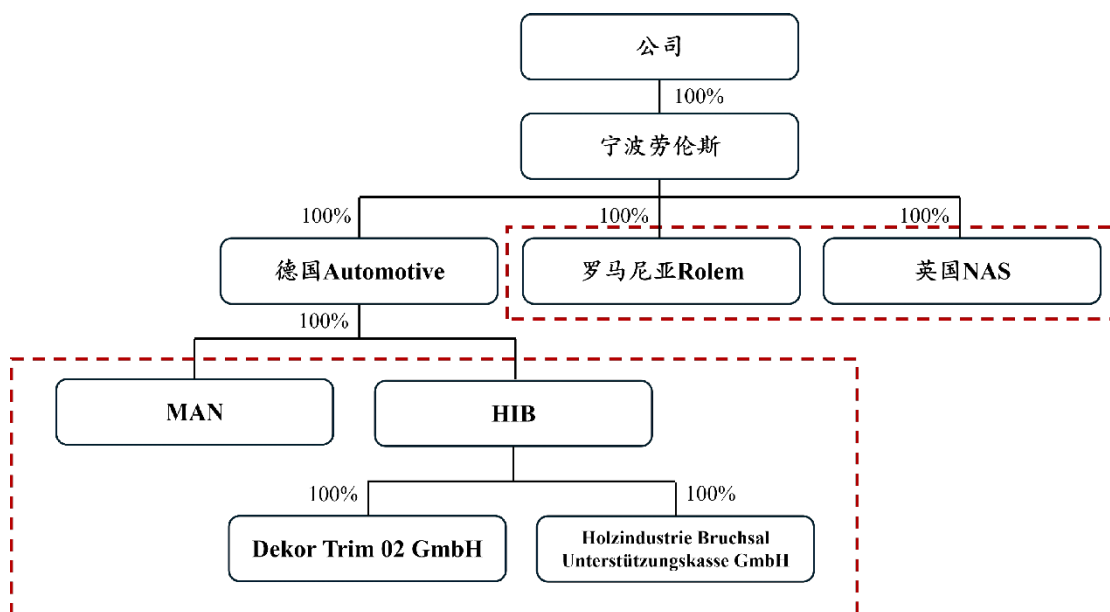 公司
100%
宁波劳伦斯
100%
100%
100%
德国Automotive
罗马尼亚Rolem
英国NAS
100%
MAN
HIB
100%
100%
Dekor Trim 02 GmbH
Holzindustrie Bruchsal
Unterstützungskasse GmbH